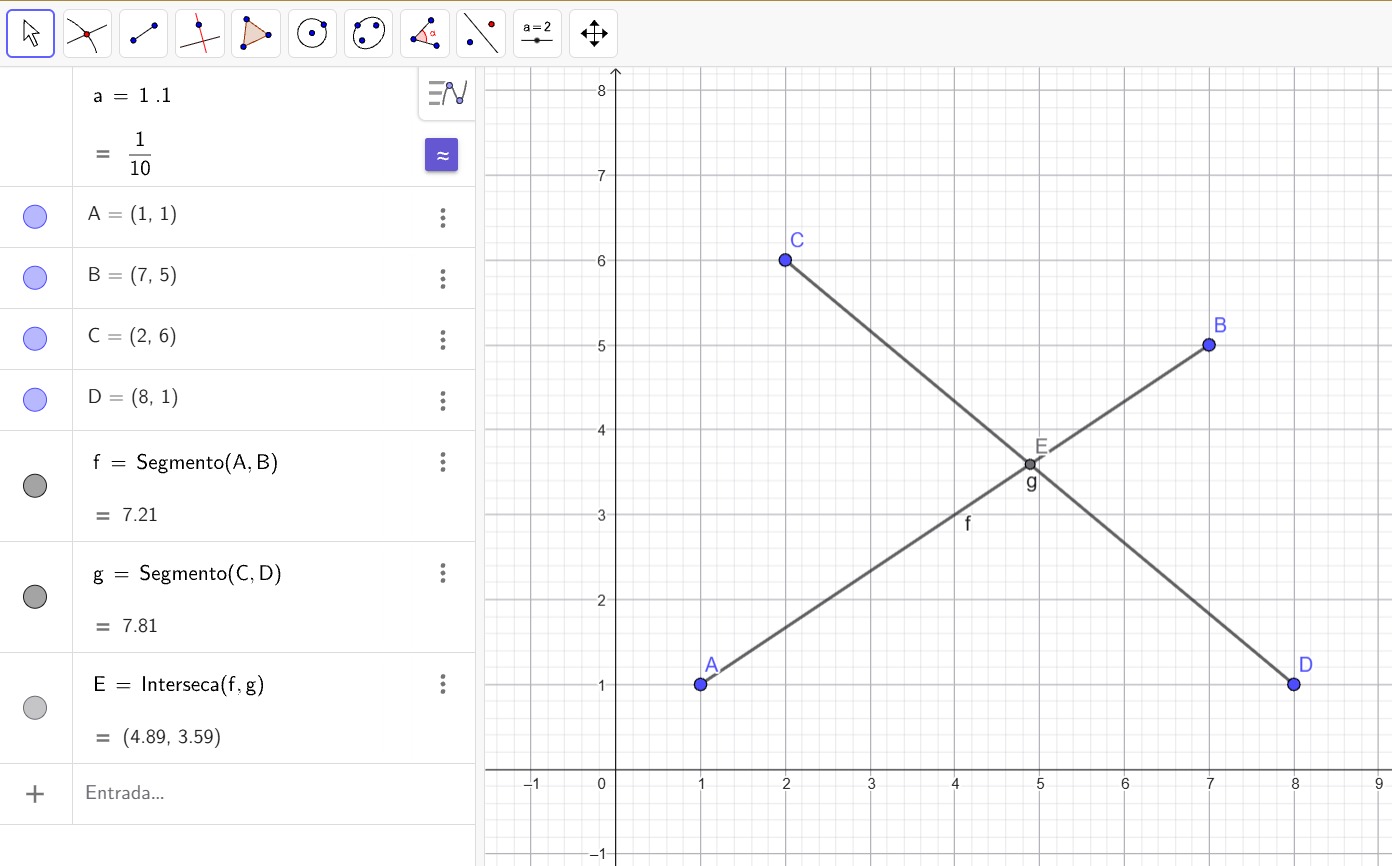 α
a = 2
a = 1 .1
= 1/10
≈
A = (1, 1)
B = (7, 5)
C = (2, 6)
D = (8, 1)
f = Segmento(A, B)
= 7.21
g = Segmento(C, D)
= 7.81
E = Interseca(f, g)
= (4.89, 3.59)
+ Entrada...
8
7
C
6
B
5
4
E
g
3
f
2
A
D
1
–1
0
1
2
3
4
5
6
7
8
9
–1